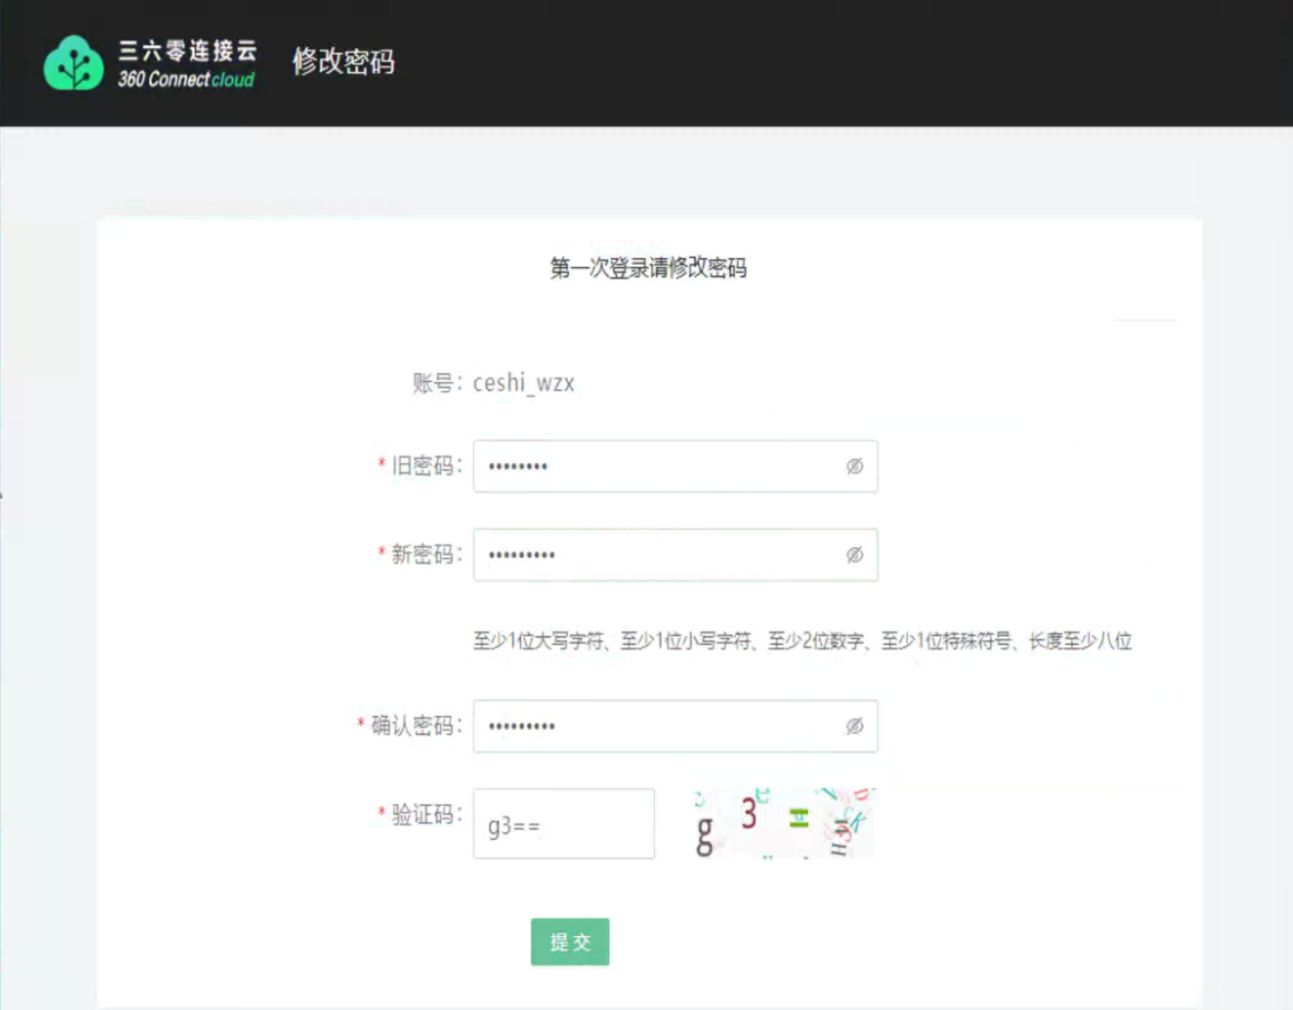 三六零连接云
360 Connect cloud
修改密码
第一次登录请修改密码
账号：ceshi_wzx
* 旧密码： ••••••••
* 新密码： •••••••••
至少1位大写字符、至少1位小写字符、至少2位数字、至少1位特殊符号、长度至少八位
* 确认密码： •••••••••
* 验证码： g3== g 3 =
提交